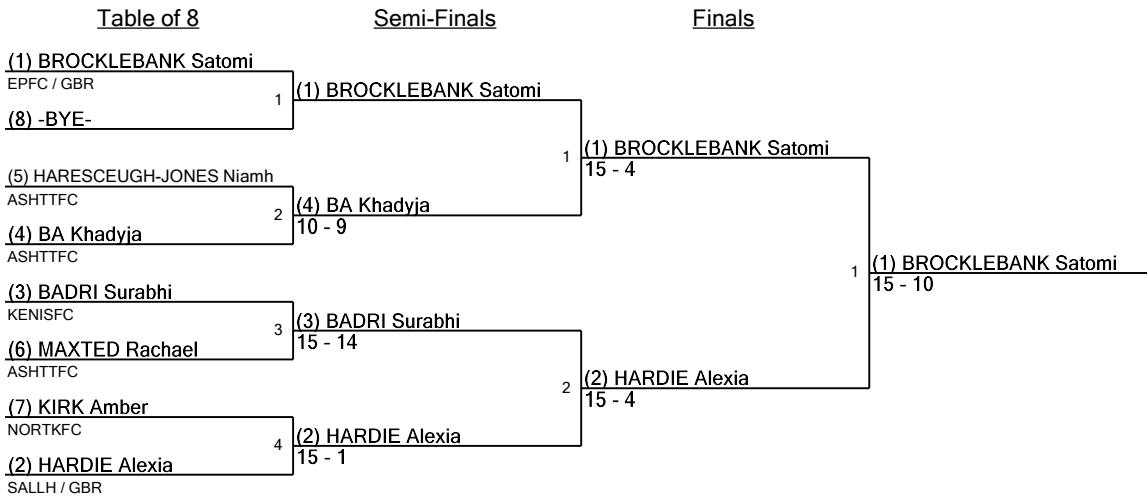 Table of 8
Semi-Finals
Finals
(1) BROCKLEBANK Satomi
EPFC / GBR
(8) -BYE-
1
(1) BROCKLEBANK Satomi
(5) HARESCEUGH-JONES Niamh
ASHTTFC
(4) BA Khadyja
ASHTTFC
2
(4) BA Khadyja
10 - 9
1
(1) BROCKLEBANK Satomi
15 - 4
(3) BADRI Surabhi
KENISFC
(6) MAXTED Rachael
ASHTTFC
3
(3) BADRI Surabhi
15 - 14
(7) KIRK Amber
NORTKFC
(2) HARDIE Alexia
SALLH / GBR
4
(2) HARDIE Alexia
15 - 1
2
(2) HARDIE Alexia
15 - 4
1
(1) BROCKLEBANK Satomi
15 - 10